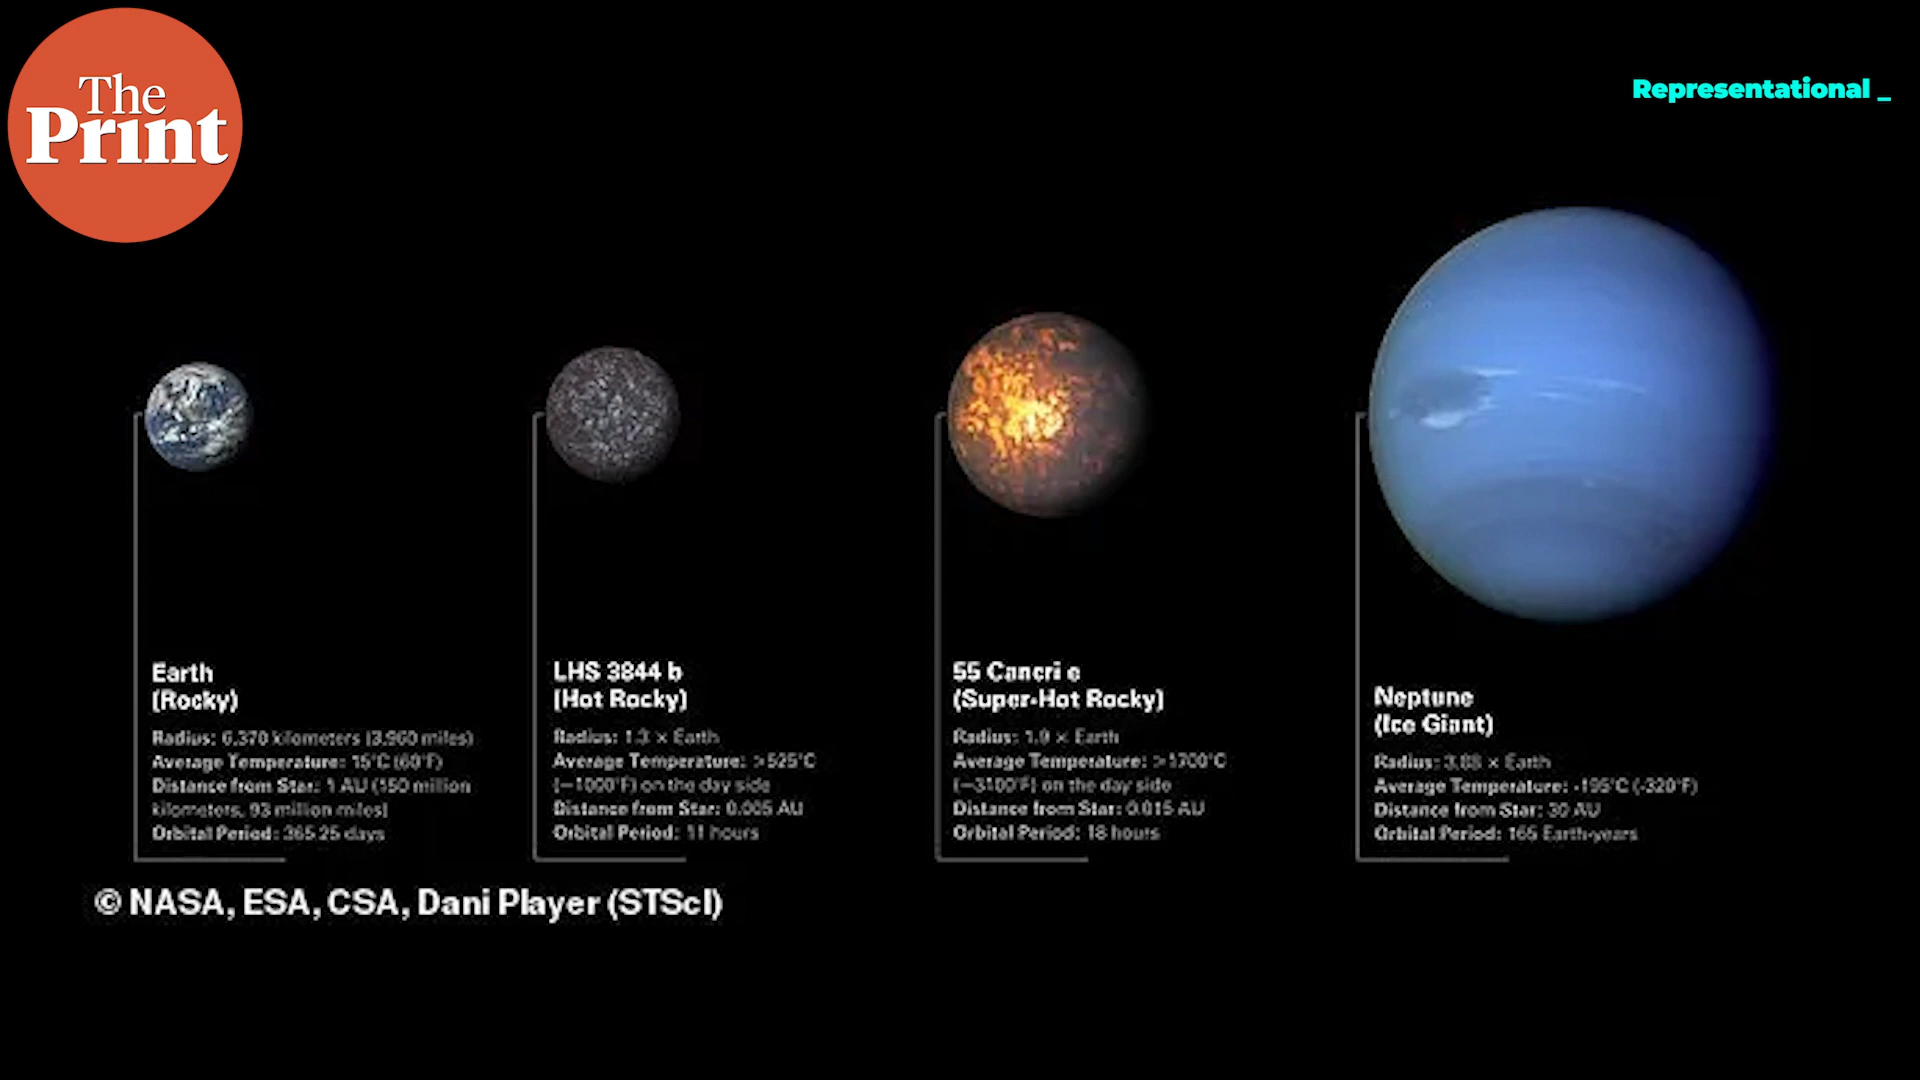 The
Print
Representational _
Earth
(Rocky)
Radius: 6,370 kilometers (3,960 miles)
Average Temperature: 15°C (60°F)
Distance from Star: 1 AU (150 million
kilometers, 93 million miles)
Orbital Period: 365.25 days
LHS 3844 b
(Hot Rocky)
Radius: 1.3 × Earth
Average Temperature: >525°C
(~1000°F) on the day side
Distance from Star: 0.006 AU
Orbital Period: 11 hours
55 Cancri e
(Super-Hot Rocky)
Radius: 1.9 × Earth
Average Temperature: >1700°C
(~3100°F) on the day side
Distance from Star: 0.015 AU
Orbital Period: 18 hours
Neptune
(Ice Giant)
Radius: 3.88 × Earth
Average Temperature: -195°C (-320°F)
Distance from Star: 30 AU
Orbital Period: 165 Earth-years
© NASA, ESA, CSA, Dani Player (STScI)